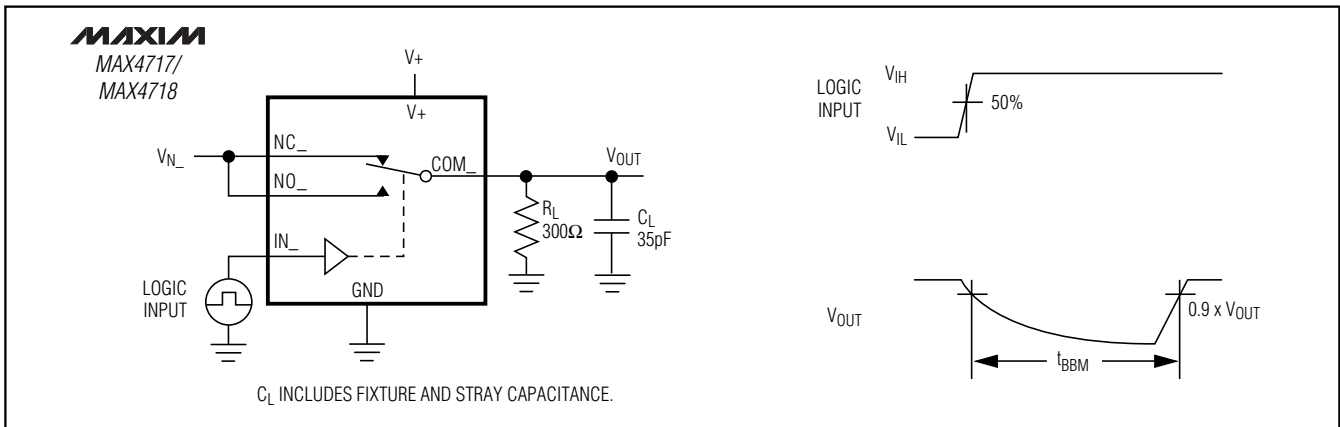 MAXIM
MAX4717/
MAX4718
V+
V+
NC_
V_N_
NO_
COM_
V_OUT
R_L
300Ω
C_L
35pF
IN_
LOGIC
INPUT
GND
C_L INCLUDES FIXTURE AND STRAY CAPACITANCE.
LOGIC
INPUT
V_IH
50%
V_IL
V_OUT
0.9 x V_OUT
t_BBM